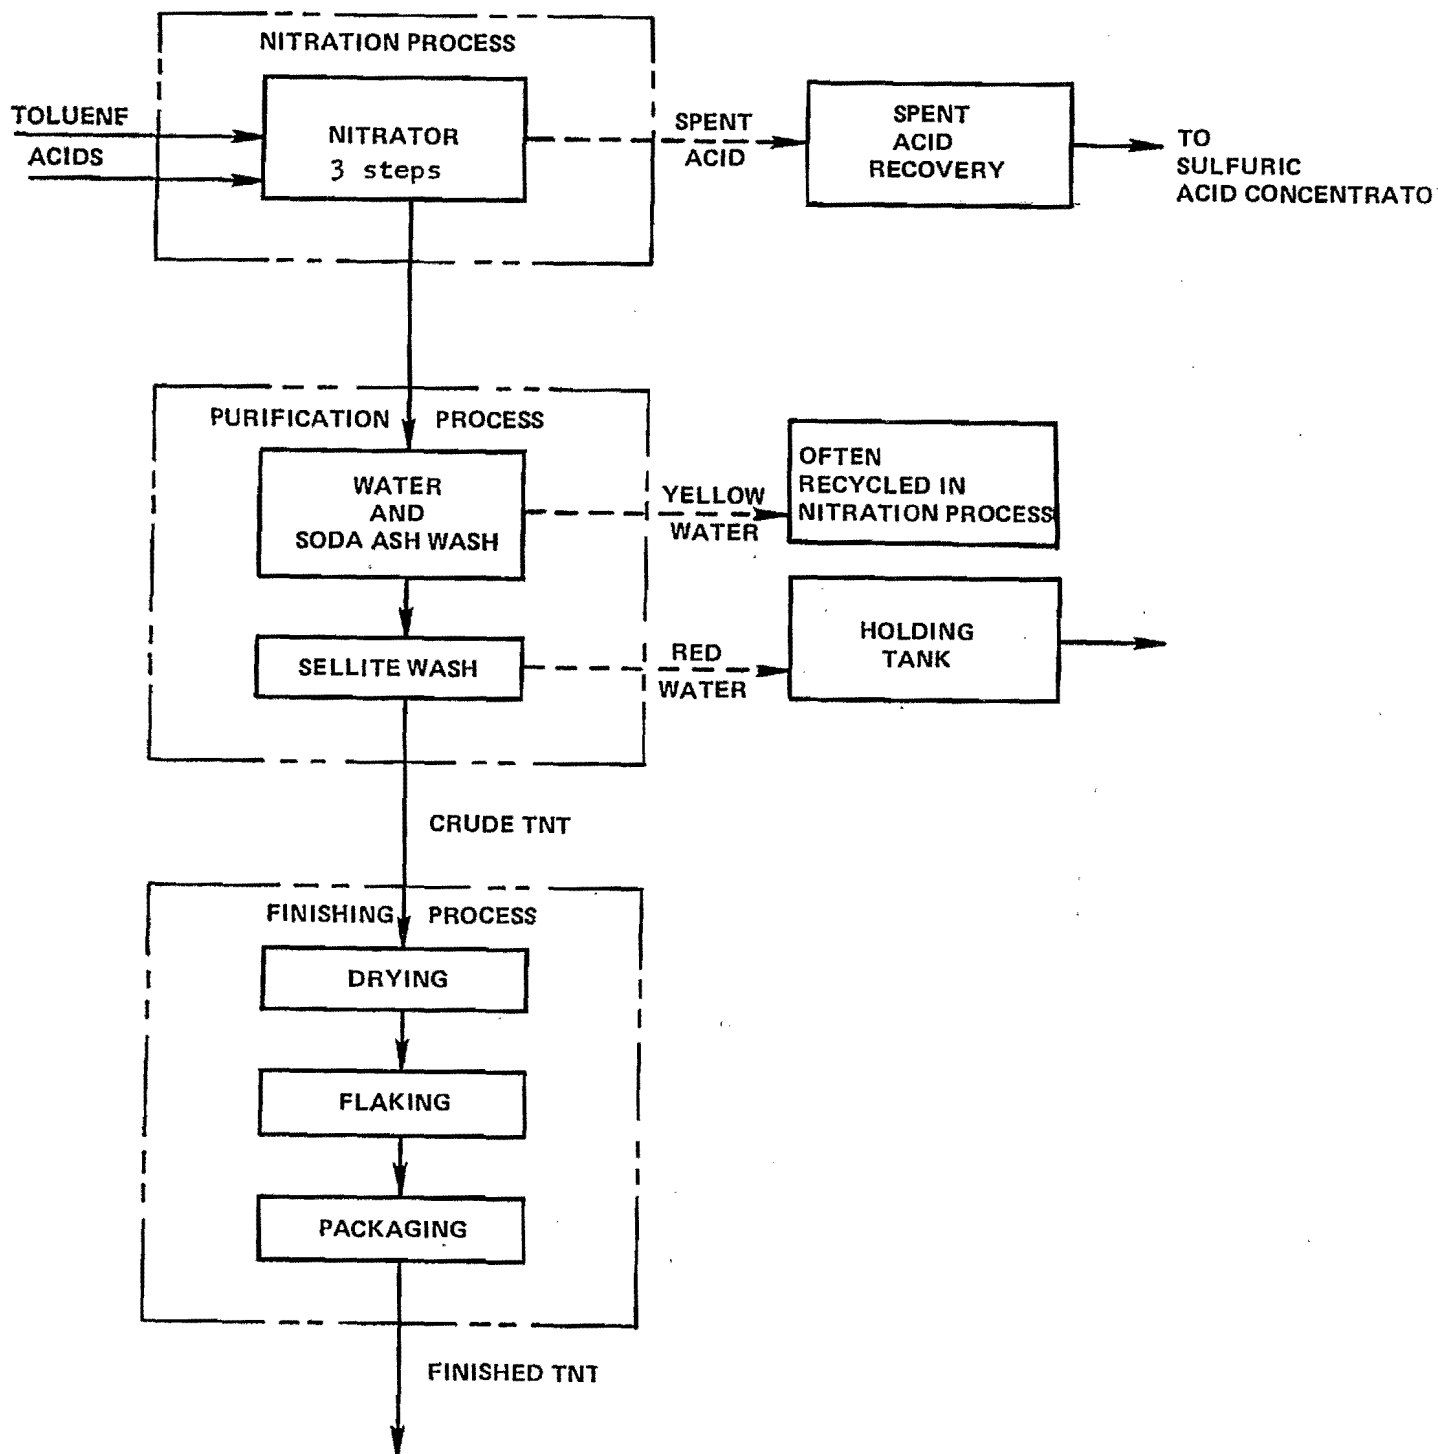 NITRATION PROCESS
TOLUENE
ACIDS
NITRATOR
3 steps
SPENT
ACID
SPENT
ACID
RECOVERY
TO
SULFURIC
ACID CONCENTRATO
PURIFICATION PROCESS
WATER
AND
SODA ASH WASH
YELLOW
WATER
OFTEN
RECYCLED IN
NITRATION PROCESS
SELLITE WASH
RED
WATER
HOLDING
TANK
CRUDE TNT
FINISHING PROCESS
DRYING
FLAKING
PACKAGING
FINISHED TNT